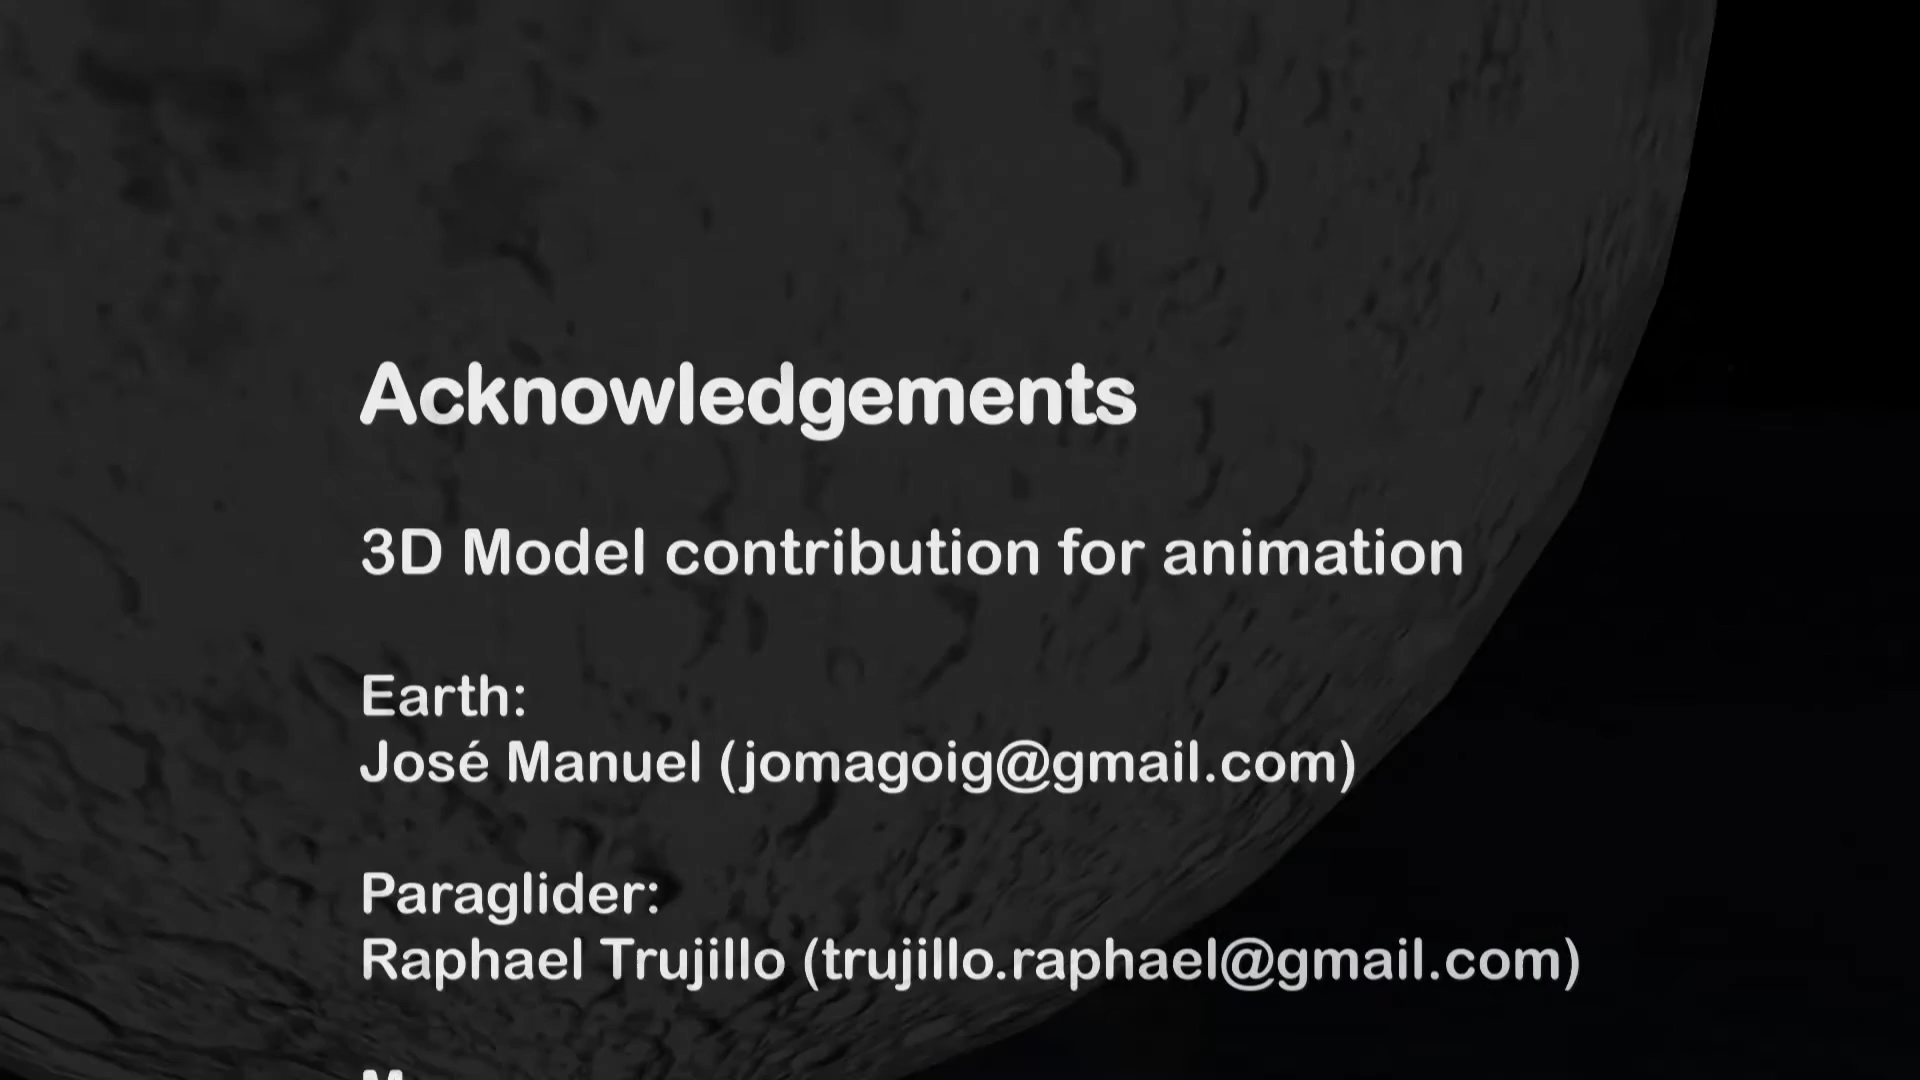 Acknowledgements
3D Model contribution for animation
Earth:
José Manuel (jomagoig@gmail.com)
Paraglider:
Raphael Trujillo (trujillo.raphael@gmail.com)